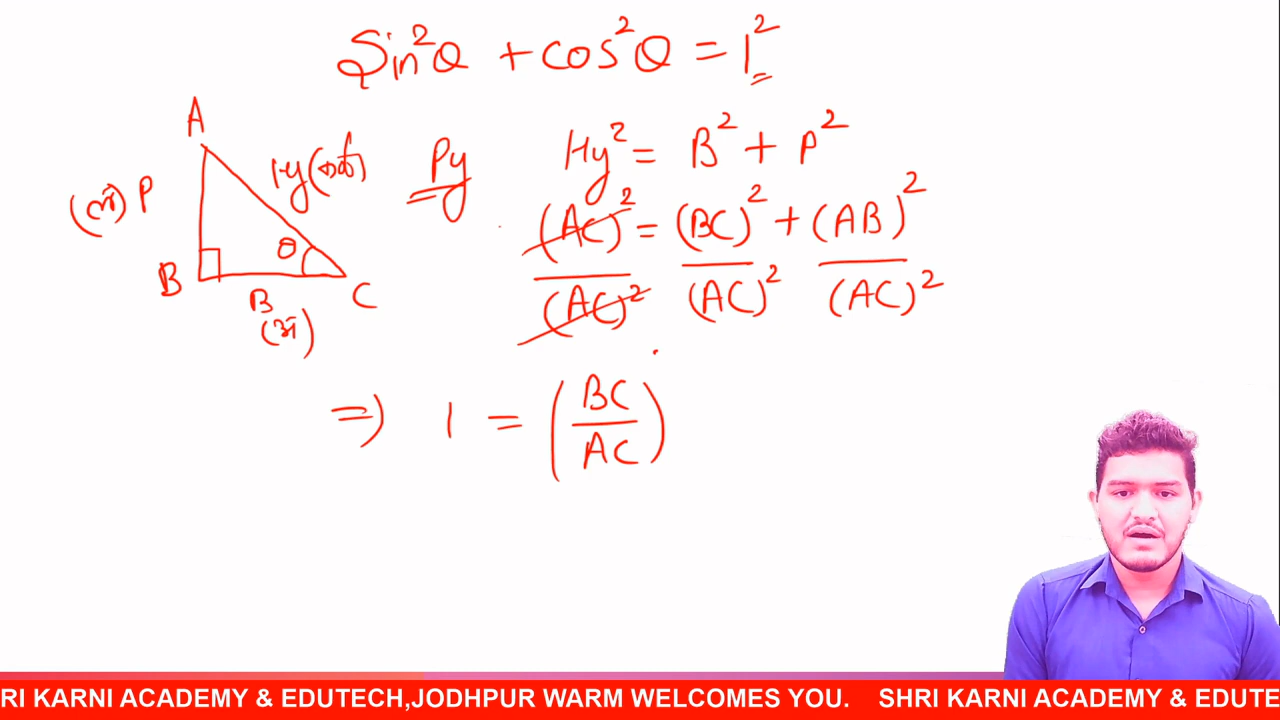 Sin²θ + cos²θ = 1²
A
(लं) P
Hy(कर्ण)
θ
B
C
B
(अा)
Py
Hy² = B² + P²
(AC)² = (BC)² + (AB)²
(AC)² (AC)² (AC)²
⇒ 1 = (BC/AC)
RI KARNI ACADEMY & EDUTECH,JODHPUR WARM WELCOMES YOU. SHRI KARNI ACADEMY & EDUTE